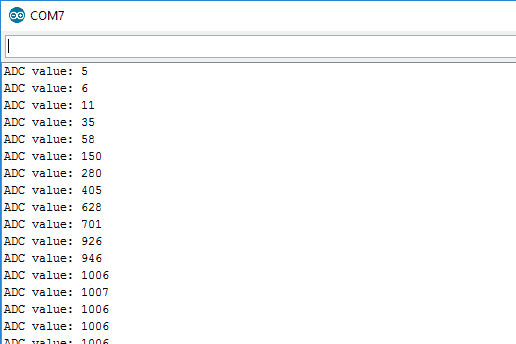 COM7
ADC value: 5
ADC value: 6
ADC value: 11
ADC value: 35
ADC value: 58
ADC value: 150
ADC value: 280
ADC value: 405
ADC value: 628
ADC value: 701
ADC value: 926
ADC value: 946
ADC value: 1006
ADC value: 1007
ADC value: 1006
ADC value: 1006
ADC value: 1006